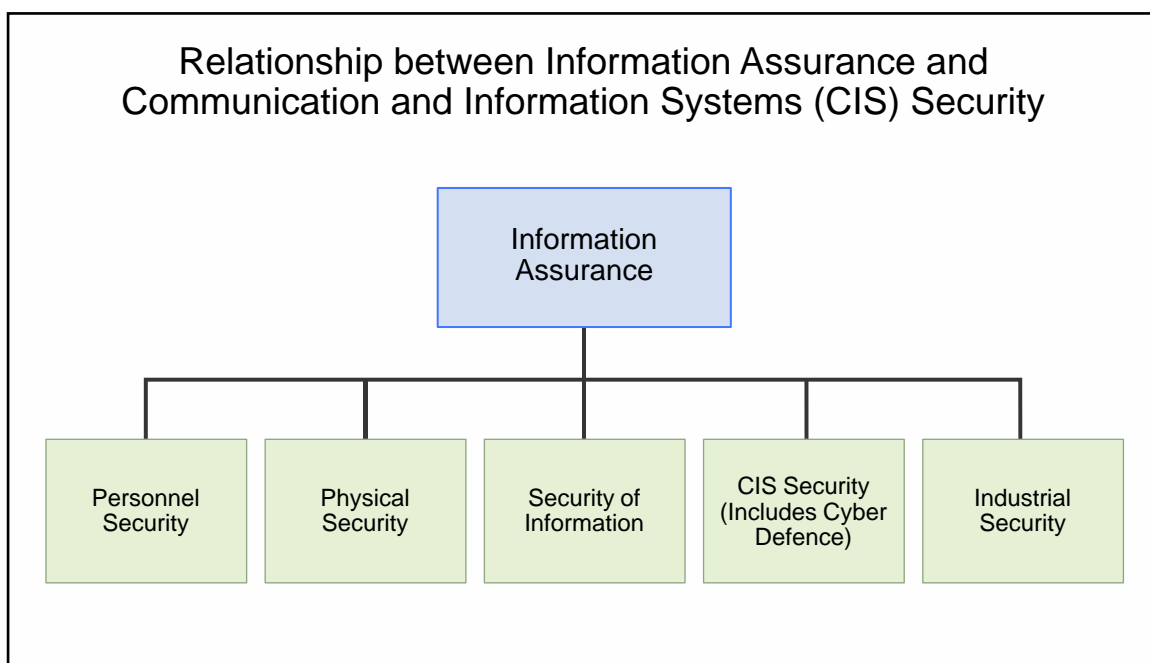 Relationship between Information Assurance and
Communication and Information Systems (CIS) Security
Information
Assurance
Personnel
Security
Physical
Security
Security of
Information
CIS Security
(Includes Cyber
Defence)
Industrial
Security